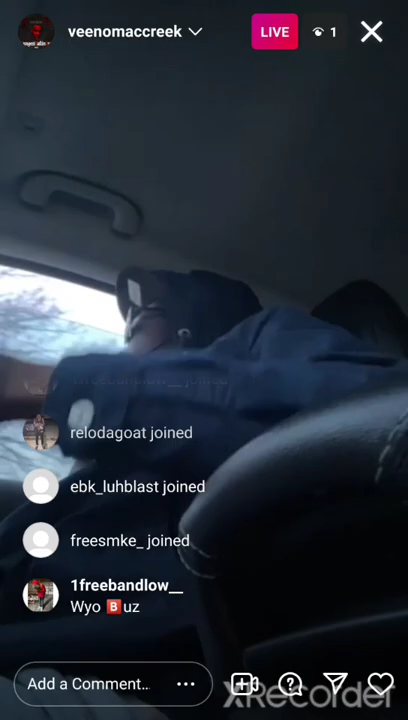 veenomaccreek
LIVE
1
relodagoat joined
ebk_luhblast joined
freesmke_ joined
1freebandlow__
Wyo 🅱️uz
Add a Comment...
XRecorder